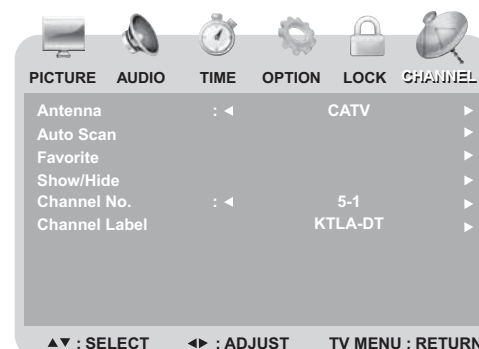 PICTURE AUDIO TIME OPTION LOCK CHANNEL
Antenna : ◄ CATV ►
Auto Scan ►
Favorite ►
Show/Hide ►
Channel No. : ◄ 5-1 ►
Channel Label KTLA-DT ►
▲▼ : SELECT ◄► : ADJUST TV MENU : RETURN